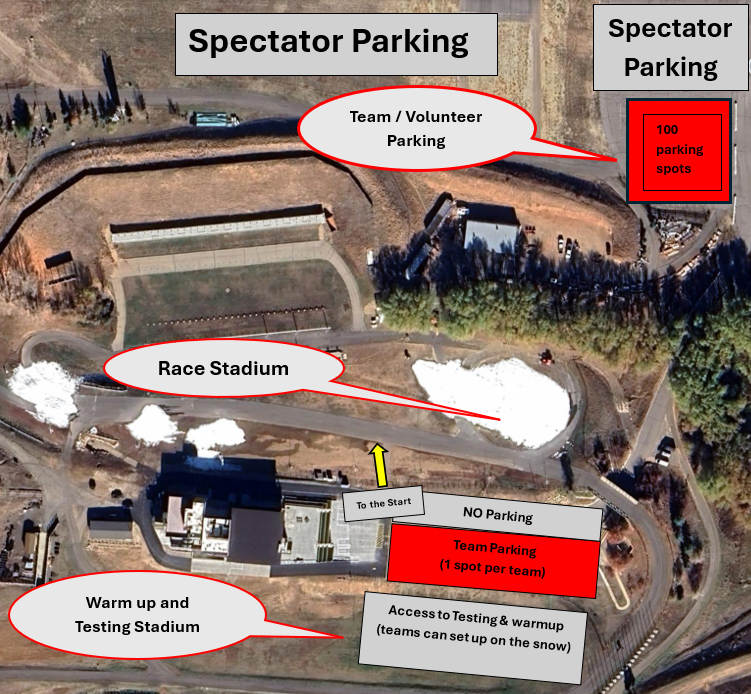 Spectator Parking
Spectator
Parking
Team / Volunteer
Parking
100
parking
spots
Race Stadium
To the Start
NO Parking
Team Parking
(1 spot per team)
Access to Testing & warmup
(teams can set up on the snow)
Warm up and
Testing Stadium